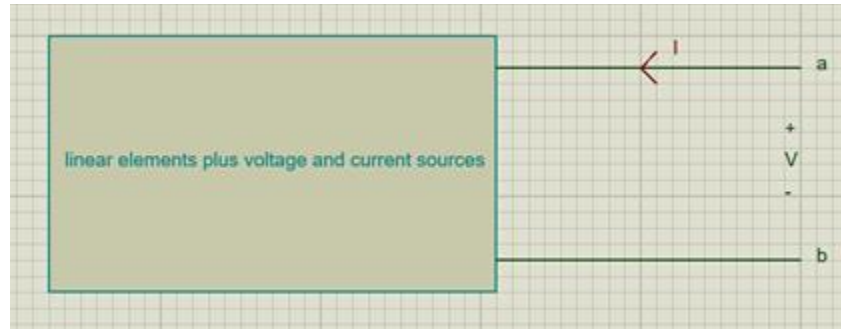 I
a
linear elements plus voltage and current sources
+
V
-
b